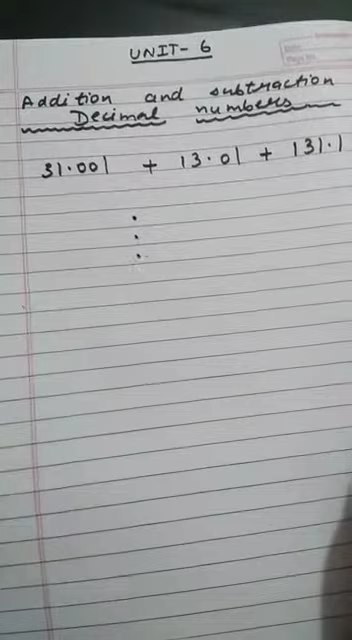 UNIT- 6
Addition and subtraction
Decimal numbers
31.001 + 13.01 + 131.1